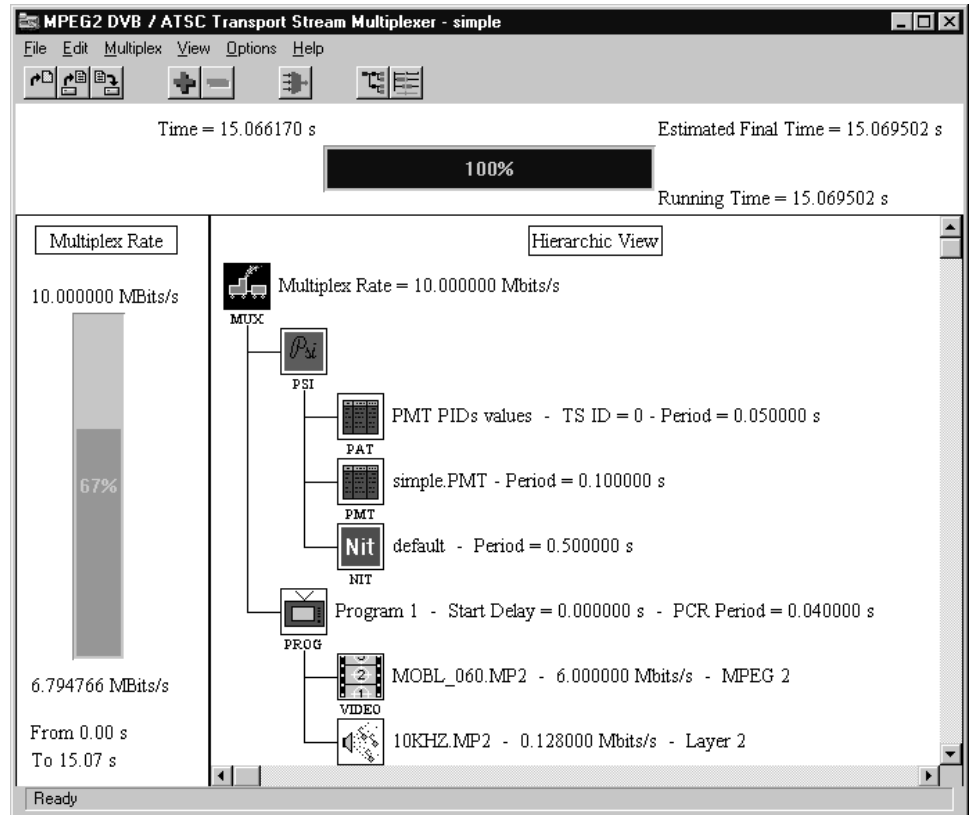 MPEG2 DVB / ATSC Transport Stream Multiplexer - simple
File Edit Multiplex View Options Help
Time = 15.066170 s
Estimated Final Time = 15.069502 s
100%
Running Time = 15.069502 s
Multiplex Rate
10.000000 MBits/s
67%
6.794766 MBits/s
From 0.00 s
To 15.07 s
Hierarchic View
Multiplex Rate = 10.000000 Mbits/s
MUX
Psi
PSI
PMT PIDs values - TS ID = 0 - Period = 0.050000 s
PAT
simple.PMT - Period = 0.100000 s
PMT
Nit default - Period = 0.500000 s
NIT
Program 1 - Start Delay = 0.000000 s - PCR Period = 0.040000 s
PROG
2
1
MOBL_060.MP2 - 6.000000 Mbits/s - MPEG 2
VIDEO
10KHZ.MP2 - 0.128000 Mbits/s - Layer 2
Ready